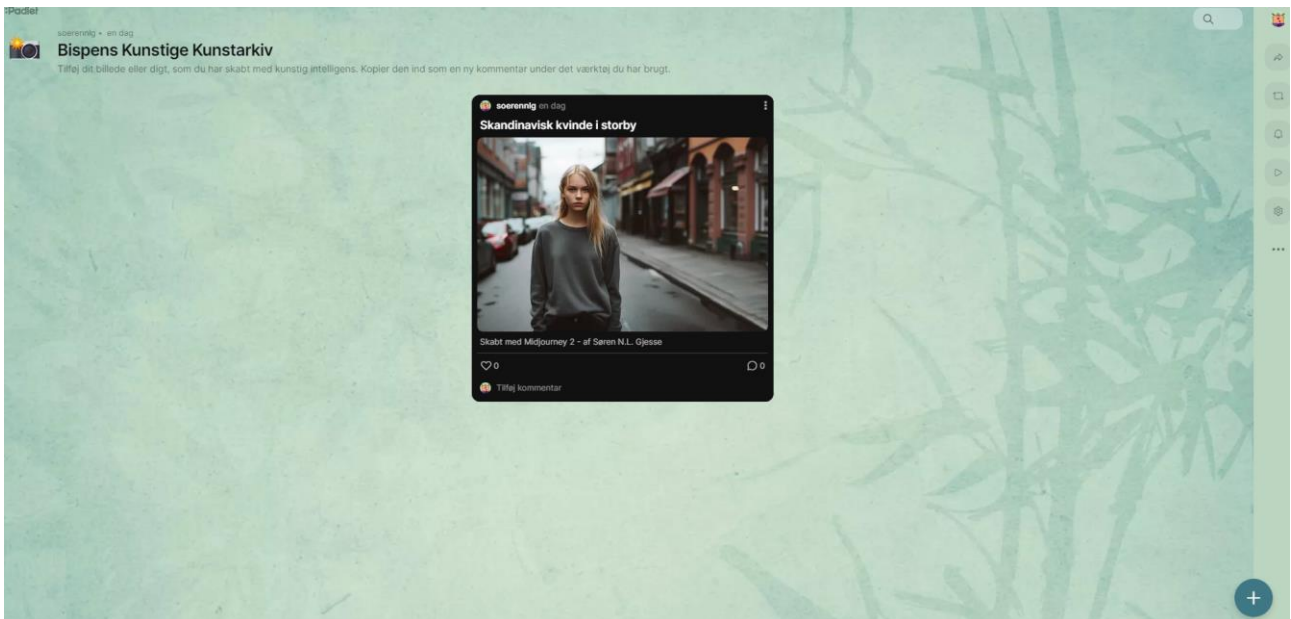 :Padlet
soerennlg • en dag
Bispens Kunstige Kunstarkiv
Tilføj dit billede eller digt, som du har skabt med kunstig intelligens. Kopier den ind som en ny kommentar under det værktøj du har brugt.
soerennlg en dag
Skandinavisk kvinde i storby
Skabt med Midjourney 2 - af Søren N.L. Gjesse
0
0
Tilføj kommentar